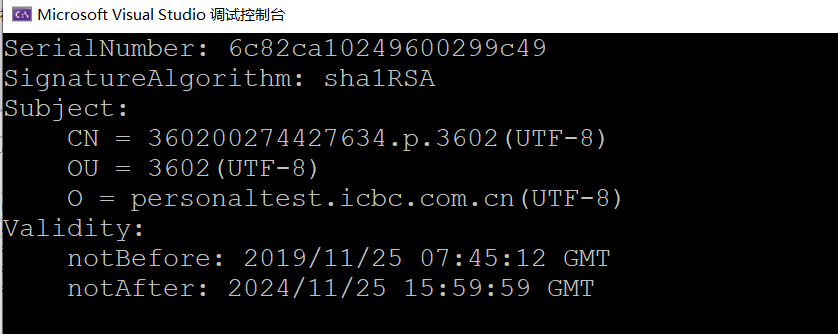 Microsoft Visual Studio 调试控制台
SerialNumber: 6c82ca10249600299c49
SignatureAlgorithm: sha1RSA
Subject:
    CN = 360200274427634.p.3602(UTF-8)
    OU = 3602(UTF-8)
    O = personaltest.icbc.com.cn(UTF-8)
Validity:
    notBefore: 2019/11/25 07:45:12 GMT
    notAfter: 2024/11/25 15:59:59 GMT